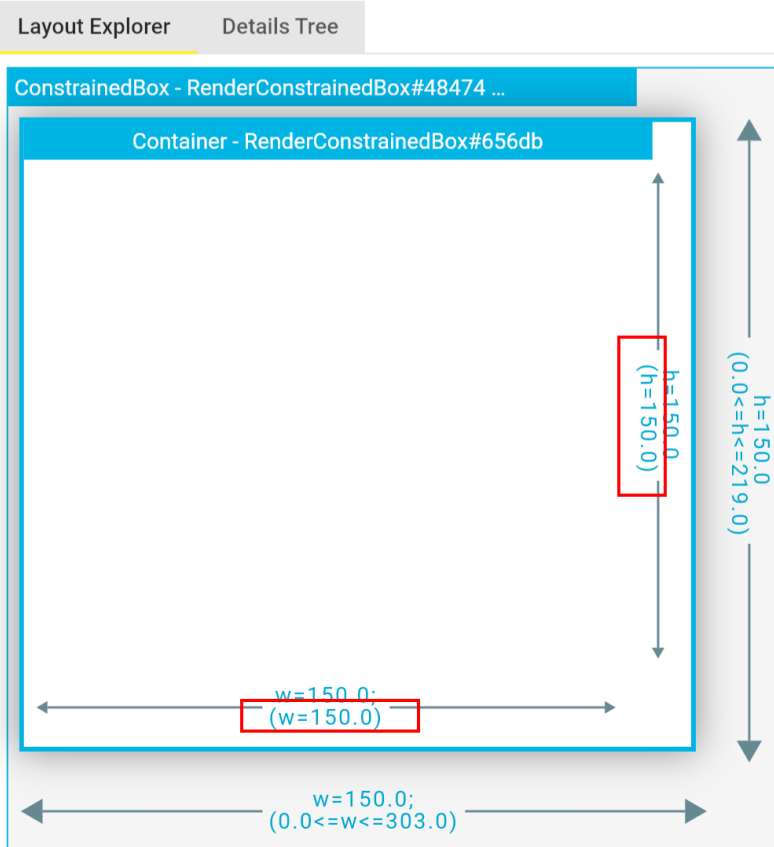 Layout Explorer
Details Tree
ConstrainedBox - RenderConstrainedBox#48474 ...
Container - RenderConstrainedBox#656db
h=150.0
(h=150.0)
h=150.0
(0.0<=h<=219.0)
w=150.0;
(w=150.0)
w=150.0;
(0.0<=w<=303.0)